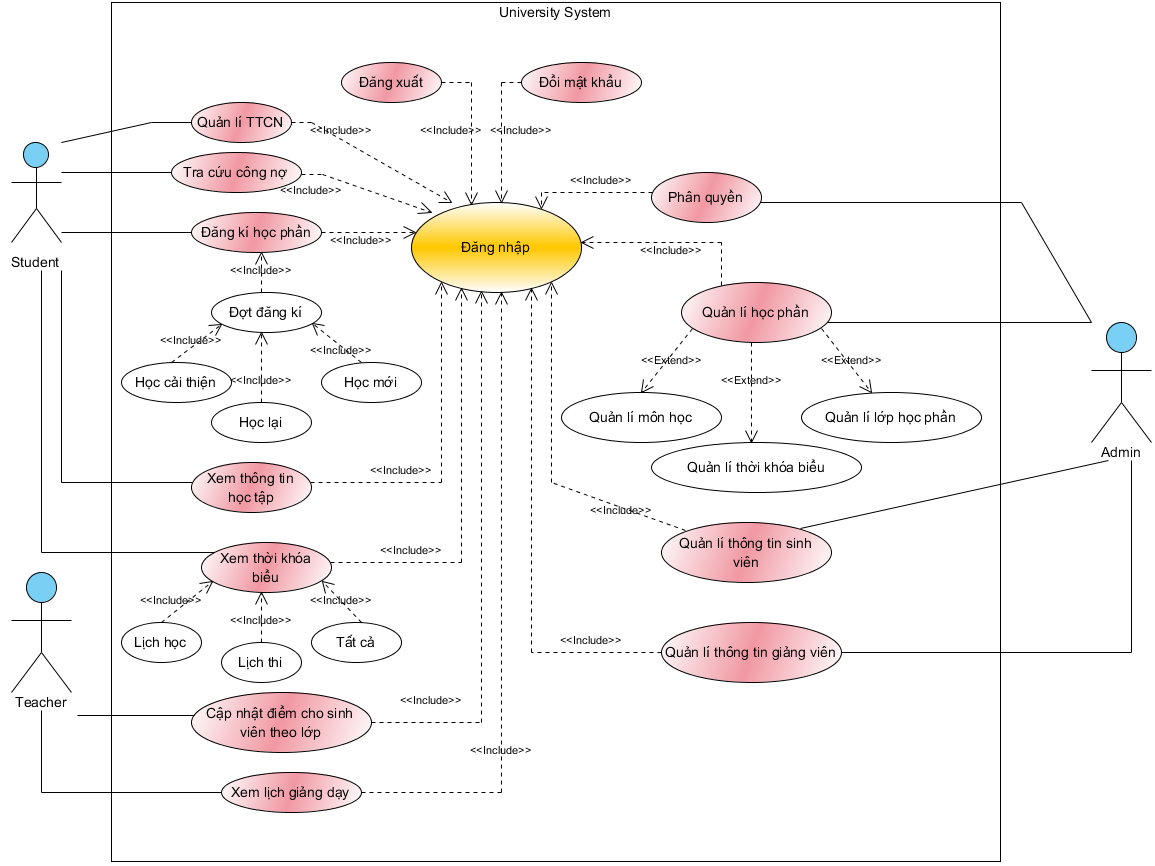 University System
Đăng xuất
Đổi mật khẩu
Quản lí TTCN
<<Include>>
<<Include>>
<<Include>>
Tra cứu công nợ
<<Include>>
<<Include>>
Phân quyền
Đăng kí học phần
<<Include>>
Đăng nhập
<<Include>>
Student
<<Include>>
Đợt đăng kí
Quản lí học phần
<<Include>>
<<Include>>
<<Extend>>
<<Extend>>
<<Extend>>
Học cải thiện
<<Include>>
Học mới
Học lại
Quản lí môn học
Quản lí lớp học phần
Quản lí thời khóa biểu
Admin
Xem thông tin
học tập
<<Include>>
<<Include>>
Quản lí thông tin sinh
viên
Xem thời khóa
biểu
<<Include>>
<<Include>>
<<Include>>
<<Include>>
Lịch học
Lịch thi
Tất cả
<<Include>>
Quản lí thông tin giảng viên
Teacher
Cập nhật điểm cho sinh
viên theo lớp
<<Include>>
<<Include>>
Xem lịch giảng dạy